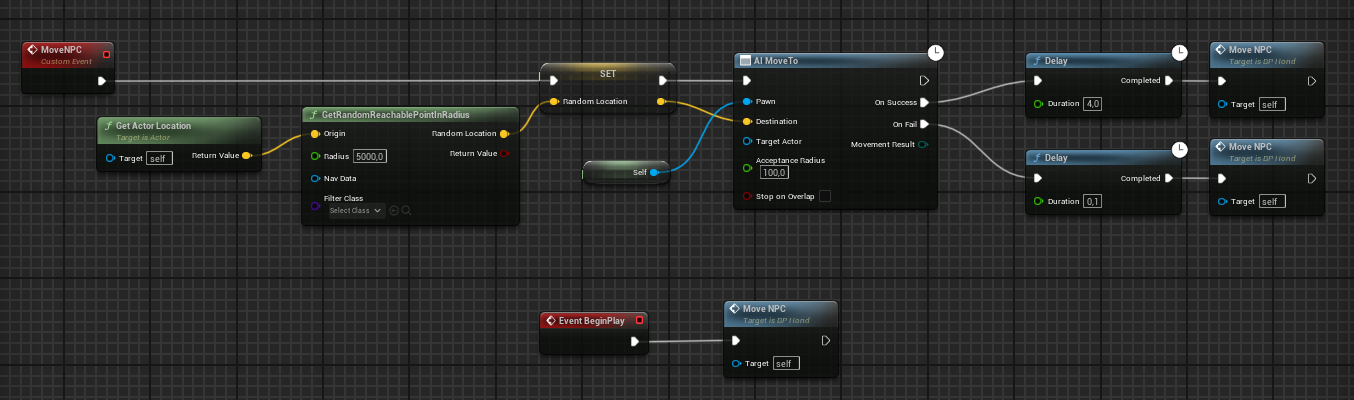 MoveNPC
Custom Event
Get Actor Location
Target is Actor
Target self
Return Value
GetRandomReachablePointInRadius
Origin
Random Location
Radius 5000,0
Return Value
Nav Data
Filter Class
Select Class
SET
Random Location
Self
AI MoveTo
Pawn
On Success
Destination
On Fail
Target Actor
Movement Result
Acceptance Radius
100,0
Stop on Overlap
Delay
Completed
Duration 4,0
Move NPC
Target is BP Hond
Target self
Delay
Completed
Duration 0,1
Move NPC
Target is BP Hond
Target self
Event BeginPlay
Move NPC
Target is BP Hond
Target self